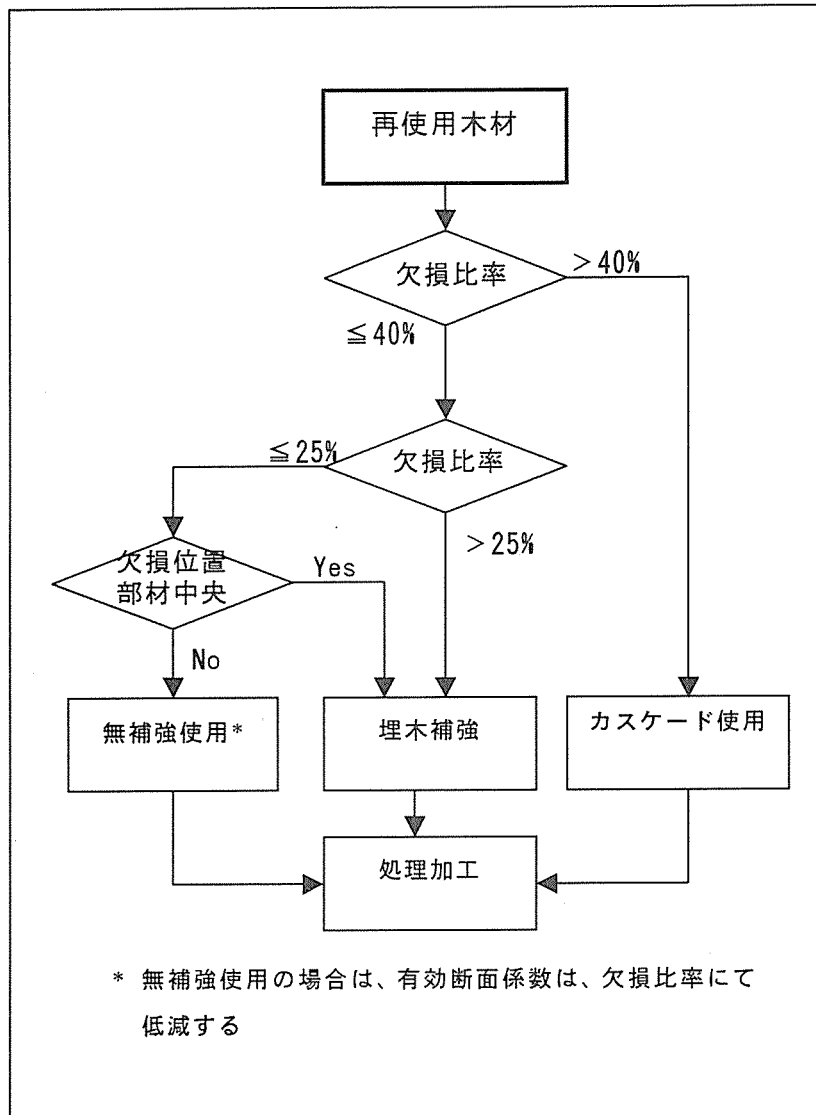 再使用木材
欠損比率
>40%
≦40%
欠損比率
≦25%
>25%
欠損位置
部材中央
Yes
No
無補強使用*
埋木補強
カスケード使用
処理加工
* 無補強使用の場合は、有効断面係数は、欠損比率にて
低減する